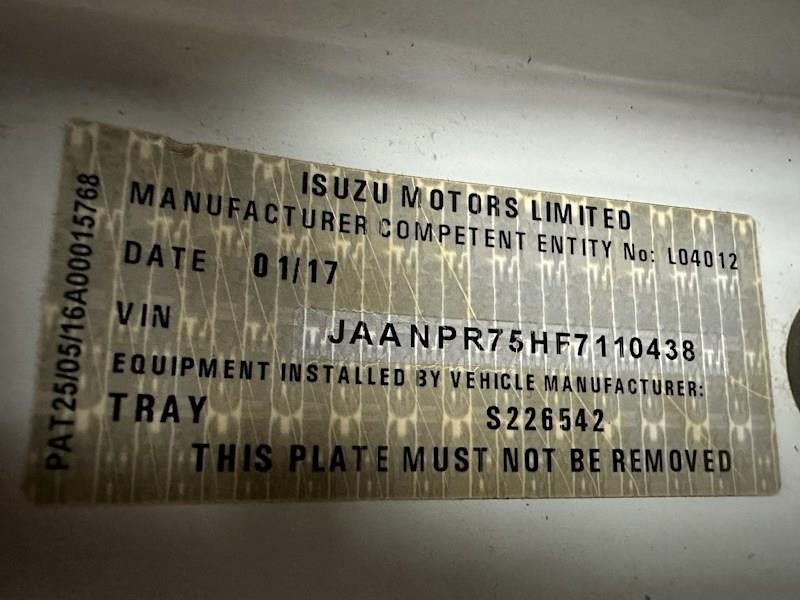 ISUZU MOTORS LIMITED
MANUFACTURER COMPETENT ENTITY No: L04012
DATE 01/17
VIN JAANPR75HF7110438
EQUIPMENT INSTALLED BY VEHICLE MANUFACTURER:
TRAY S226542
THIS PLATE MUST NOT BE REMOVED
PAT25/05/16A00015768